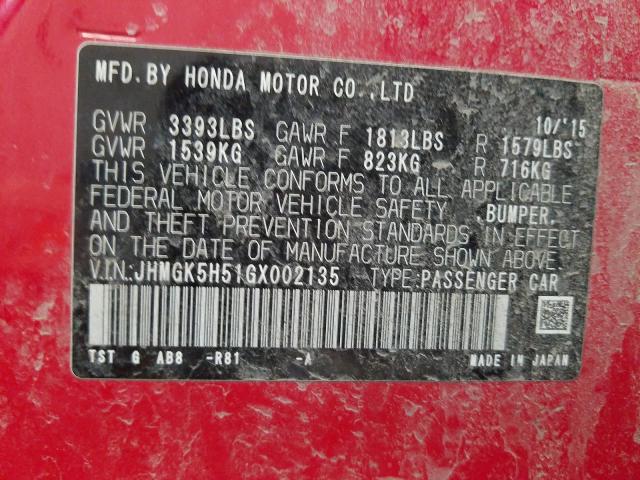 MFD.BY HONDA MOTOR CO.,LTD
10/'15
GVWR 3393LBS GAWR F 1813LBS R 1579LBS
GVWR 1539KG GAWR F 823KG R 716KG
THIS VEHICLE CONFORMS TO ALL APPLICABLE
FEDERAL MOTOR VEHICLE SAFETY, BUMPER,
AND THEFT PREVENTION STANDARDS IN EFFECT
ON THE DATE OF MANUFACTURE SHOWN ABOVE.
V.I.N.:JHMGK5H51GX002135 TYPE:PASSENGER CAR
TST G AB8 -R81 -A MADE IN JAPAN